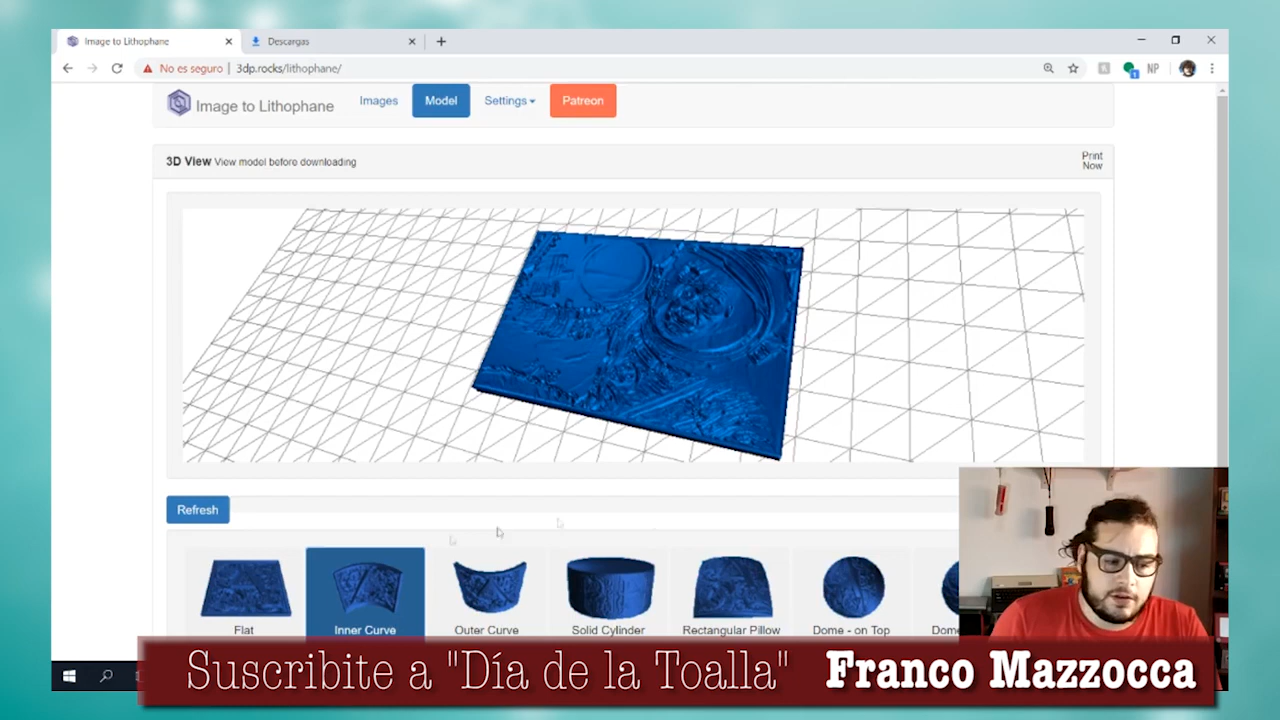 Image to Lithophane
Descargas
No es seguro | 3dp.rocks/lithophane/
NP
Image to Lithophane Images Model Settings Patreon
3D View View model before downloading
Print
Now
Refresh
Flat Inner Curve Outer Curve Solid Cylinder Rectangular Pillow Dome - on Top Dome
Suscribite a "Día de la Toalla" Franco Mazzocca